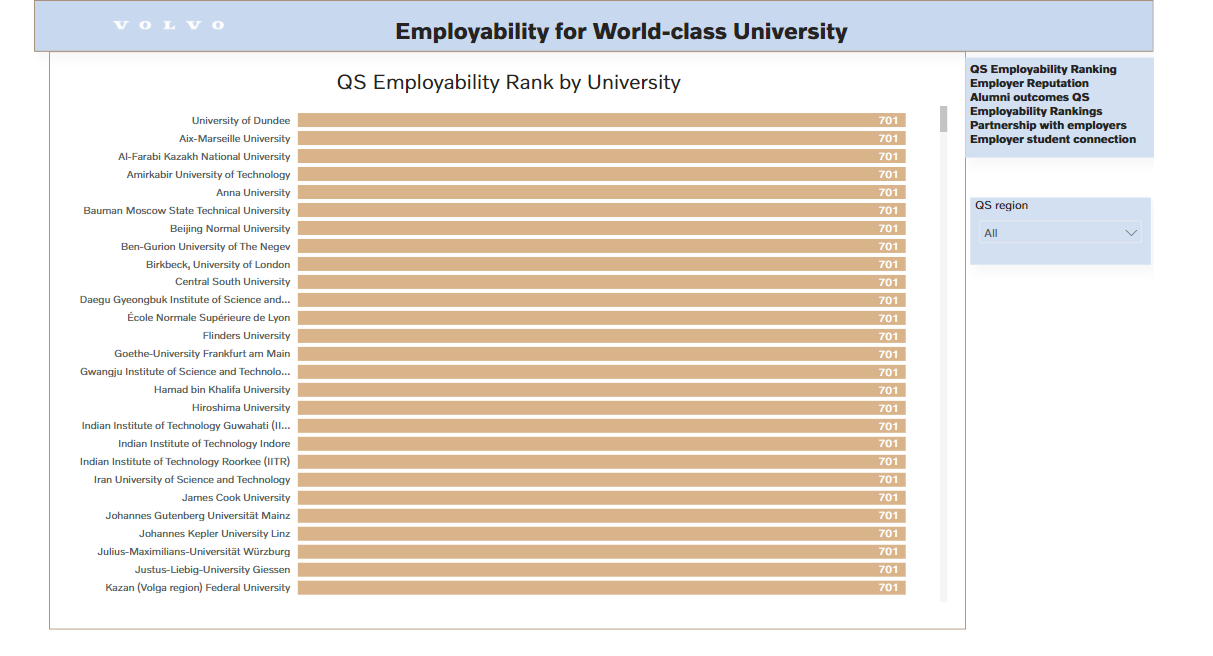 VOLVO
Employability for World-class University
QS Employability Rank by University
University of Dundee 701
Aix-Marseille University 701
Al-Farabi Kazakh National University 701
Amirkabir University of Technology 701
Anna University 701
Bauman Moscow State Technical University 701
Beijing Normal University 701
Ben-Gurion University of The Negev 701
Birkbeck, University of London 701
Central South University 701
Daegu Gyeongbuk Institute of Science and... 701
École Normale Supérieure de Lyon 701
Flinders University 701
Goethe-University Frankfurt am Main 701
Gwangju Institute of Science and Technolo... 701
Hamad bin Khalifa University 701
Hiroshima University 701
Indian Institute of Technology Guwahati (II... 701
Indian Institute of Technology Indore 701
Indian Institute of Technology Roorkee (IITR) 701
Iran University of Science and Technology 701
James Cook University 701
Johannes Gutenberg Universität Mainz 701
Johannes Kepler University Linz 701
Julius-Maximilians-Universität Würzburg 701
Justus-Liebig-University Giessen 701
Kazan (Volga region) Federal University 701
QS Employability Ranking
Employer Reputation
Alumni outcomes QS
Employability Rankings
Partnership with employers
Employer student connection
QS region
All